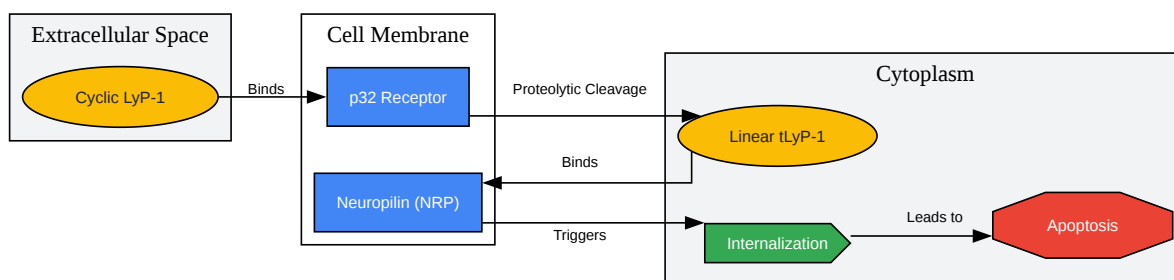 Extracellular Space
Cyclic LyP-1
Binds
Cell Membrane
p32 Receptor
Proteolytic Cleavage
Cytoplasm
Linear tLyP-1
Binds
Neuropilin (NRP)
Triggers
Internalization
Leads to
Apoptosis